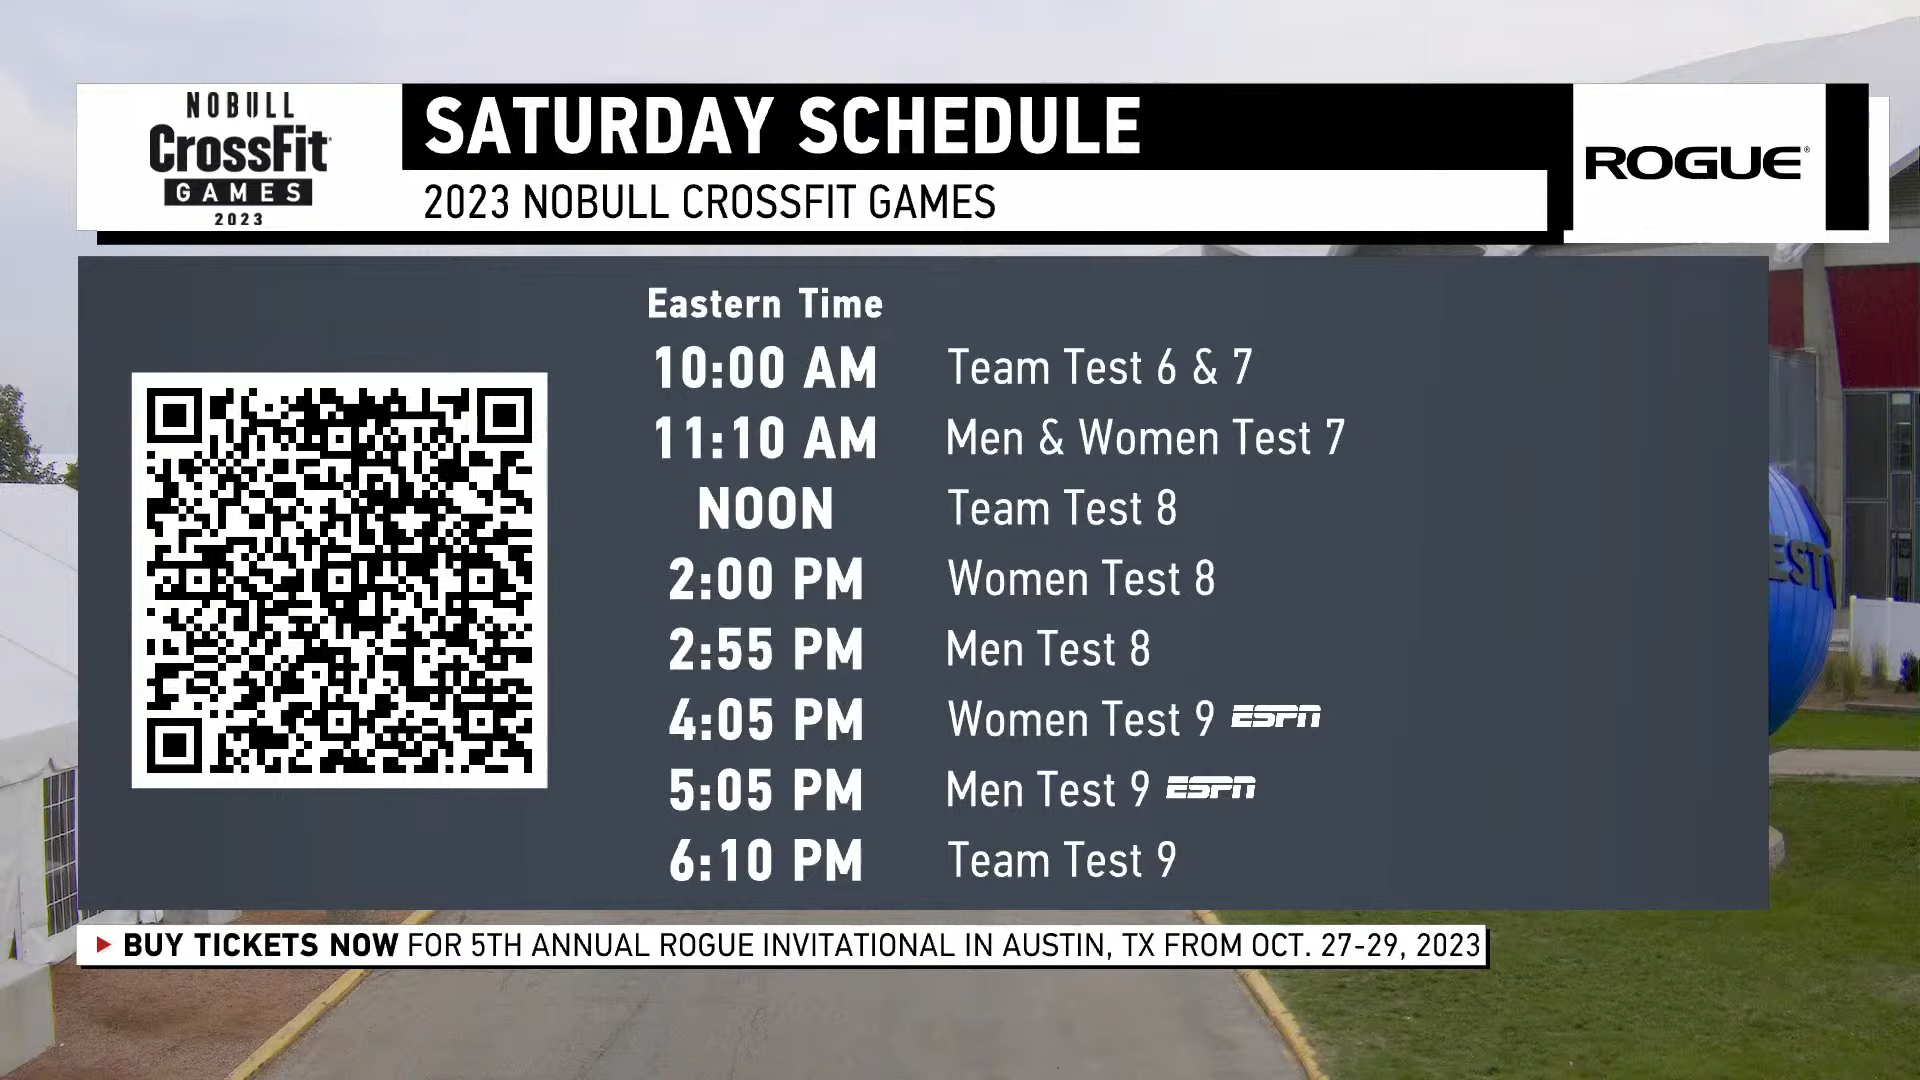 NOBULL
CrossFit
GAMES
2023
SATURDAY SCHEDULE
2023 NOBULL CROSSFIT GAMES
ROGUE®
Eastern Time
10:00 AM Team Test 6 & 7
11:10 AM Men & Women Test 7
NOON Team Test 8
2:00 PM Women Test 8
2:55 PM Men Test 8
4:05 PM Women Test 9 ESPN
5:05 PM Men Test 9 ESPN
6:10 PM Team Test 9
BUY TICKETS NOW FOR 5TH ANNUAL ROGUE INVITATIONAL IN AUSTIN, TX FROM OCT. 27-29, 2023